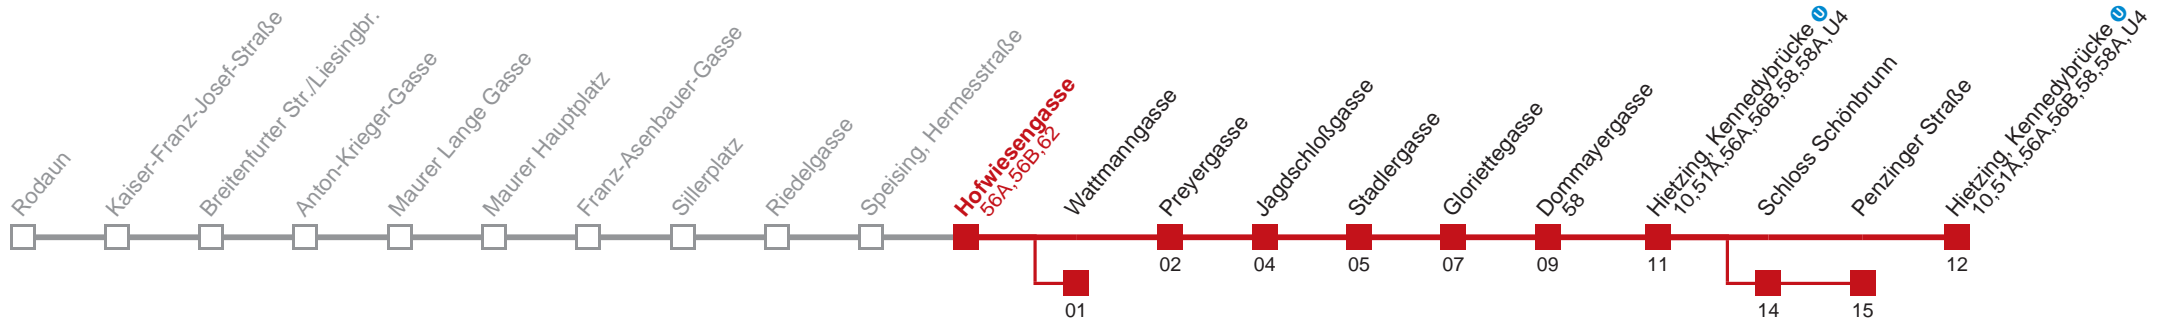 Rodaun
Kaiser-Franz-Josef-Straße
Breitenfurter Str./Liesingbr.
Anton-Krieger-Gasse
Maurer Lange Gasse
Maurer Hauptplatz
Franz-Asenbauer-Gasse
Sillerplatz
Riedelgasse
Speising, Hermesstraße
Hofwiesengasse
56A,56B,62
Wattmanngasse
Preyergasse
Jagdschloßgasse
Stadlergasse
Gloriettegasse
Dommayergasse
58
Hietzing, Kennedybrücke U
10,51A,56A,56B,58,58A,U4
Schloss Schönbrunn
Penzinger Straße
Hietzing, Kennedybrücke U
10,51A,56A,56B,58,58A,U4
02
04
05
07
09
11
12
01
14
15